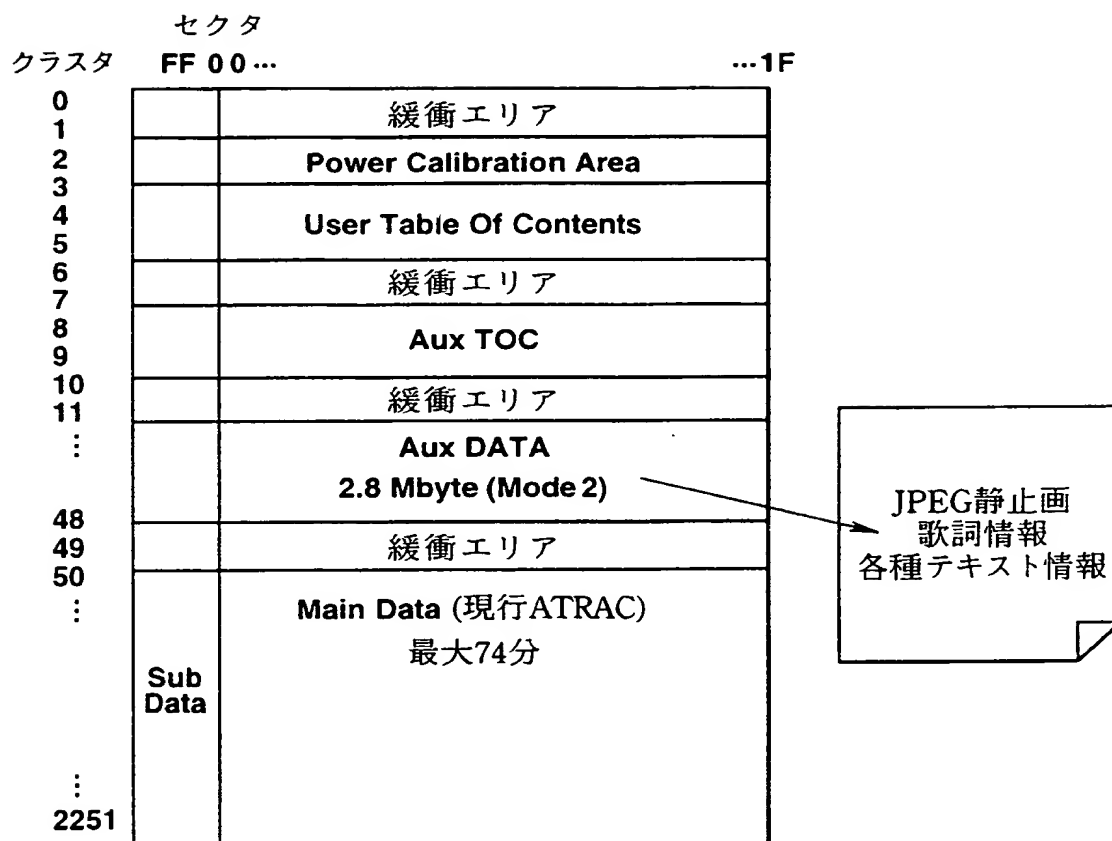 セクタ
クラスタ FF 0 0 … …1F
0
1
緩衝エリア
2
3
Power Calibration Area
4
5
User Table Of Contents
6
7
緩衝エリア
8
9
Aux TOC
10
11
緩衝エリア
⋮
Aux DATA
2.8 Mbyte (Mode 2)
48
49
緩衝エリア
50
⋮
Main Data (現行ATRAC)
最大74分
Sub
Data
⋮
2251
JPEG静止画
歌詞情報
各種テキスト情報